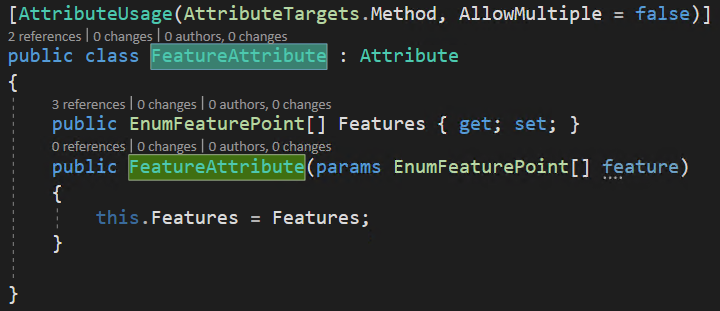 [AttributeUsage(AttributeTargets.Method, AllowMultiple = false)]
2 references | 0 changes | 0 authors, 0 changes
public class FeatureAttribute : Attribute
{
3 references | 0 changes | 0 authors, 0 changes
public EnumFeaturePoint[] Features { get; set; }
0 references | 0 changes | 0 authors, 0 changes
public FeatureAttribute(params EnumFeaturePoint[] feature)
{
this.Features = Features;
}
}